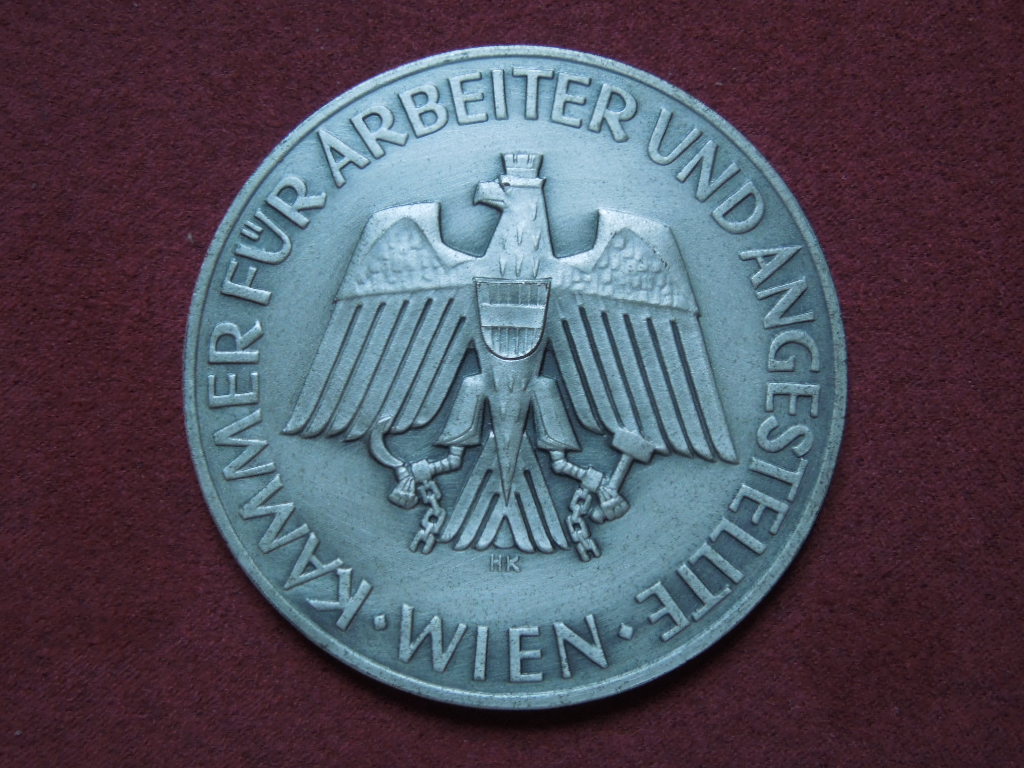 KAMMER FÜR ARBEITER UND ANGESTELLTE
· WIEN ·
HK